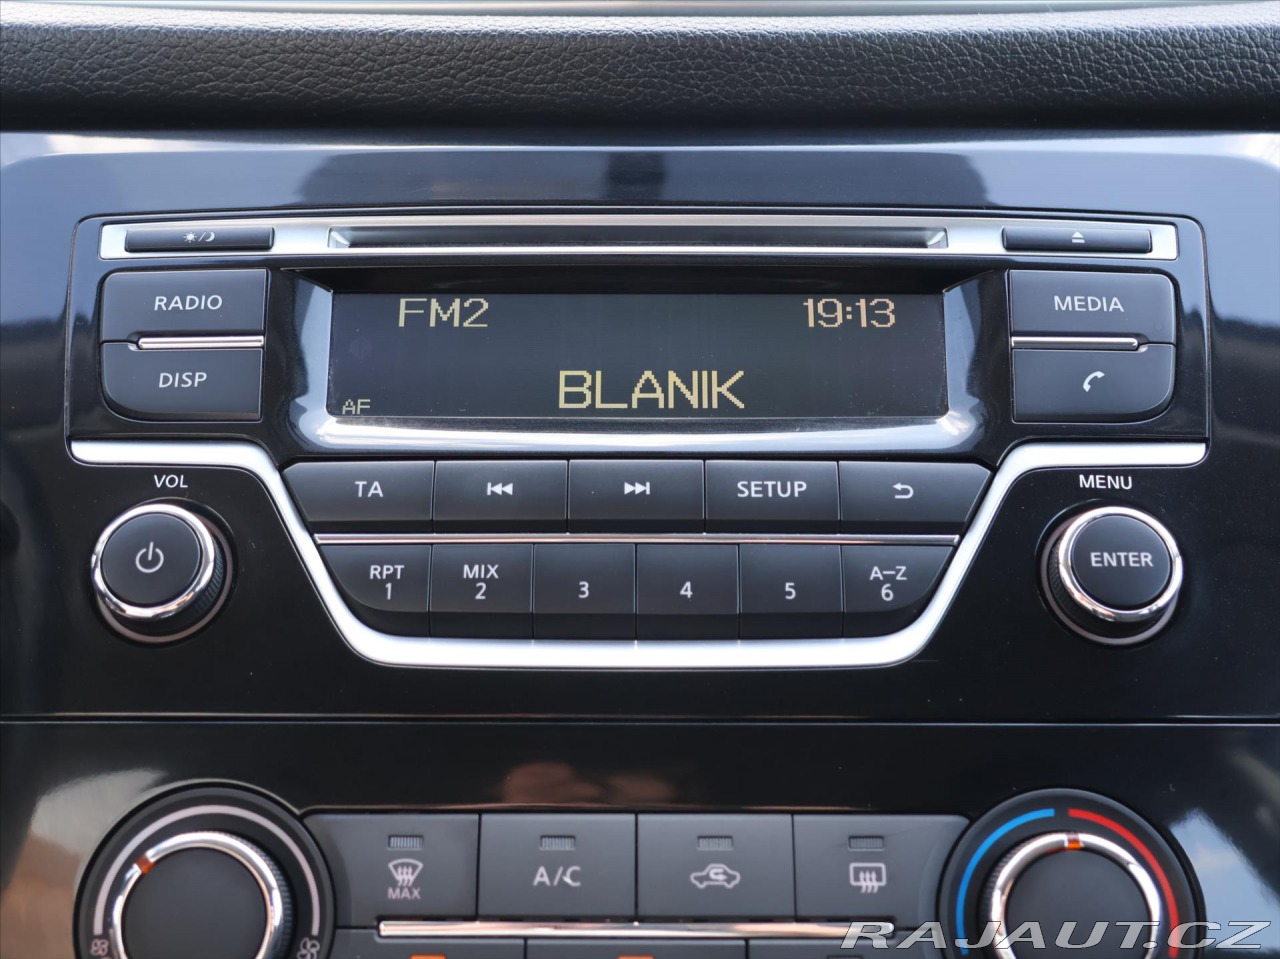 RADIO
DISP
FM2 19:13
BLANIK
AF
MEDIA
VOL
TA
SETUP
MENU
RPT
1
MIX
2
3
4
5
A-Z
6
ENTER
MAX
A/C
RAJAUT.CZ